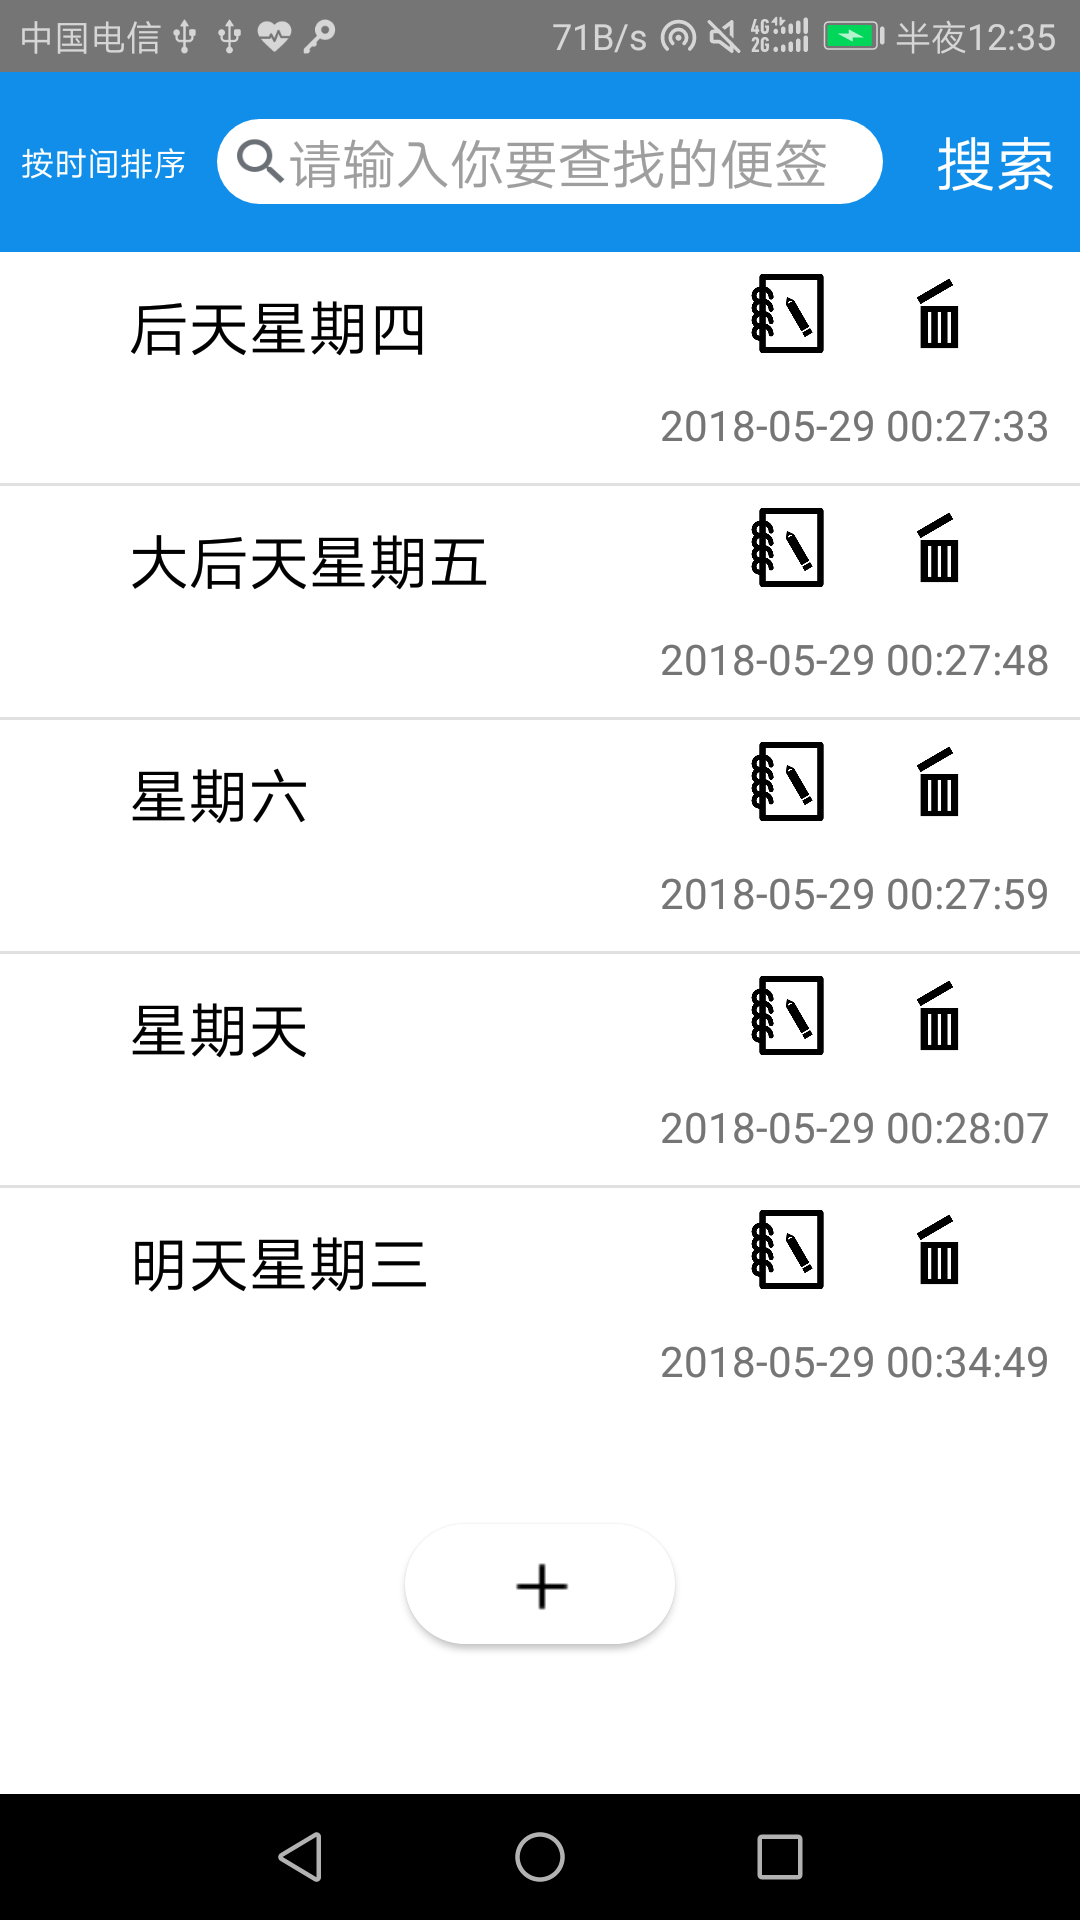 中国电信 71B/s 4G 2G 半夜12:35
按时间排序 请输入你要查找的便签 搜索
后天星期四
2018-05-29 00:27:33
大后天星期五
2018-05-29 00:27:48
星期六
2018-05-29 00:27:59
星期天
2018-05-29 00:28:07
明天星期三
2018-05-29 00:34:49